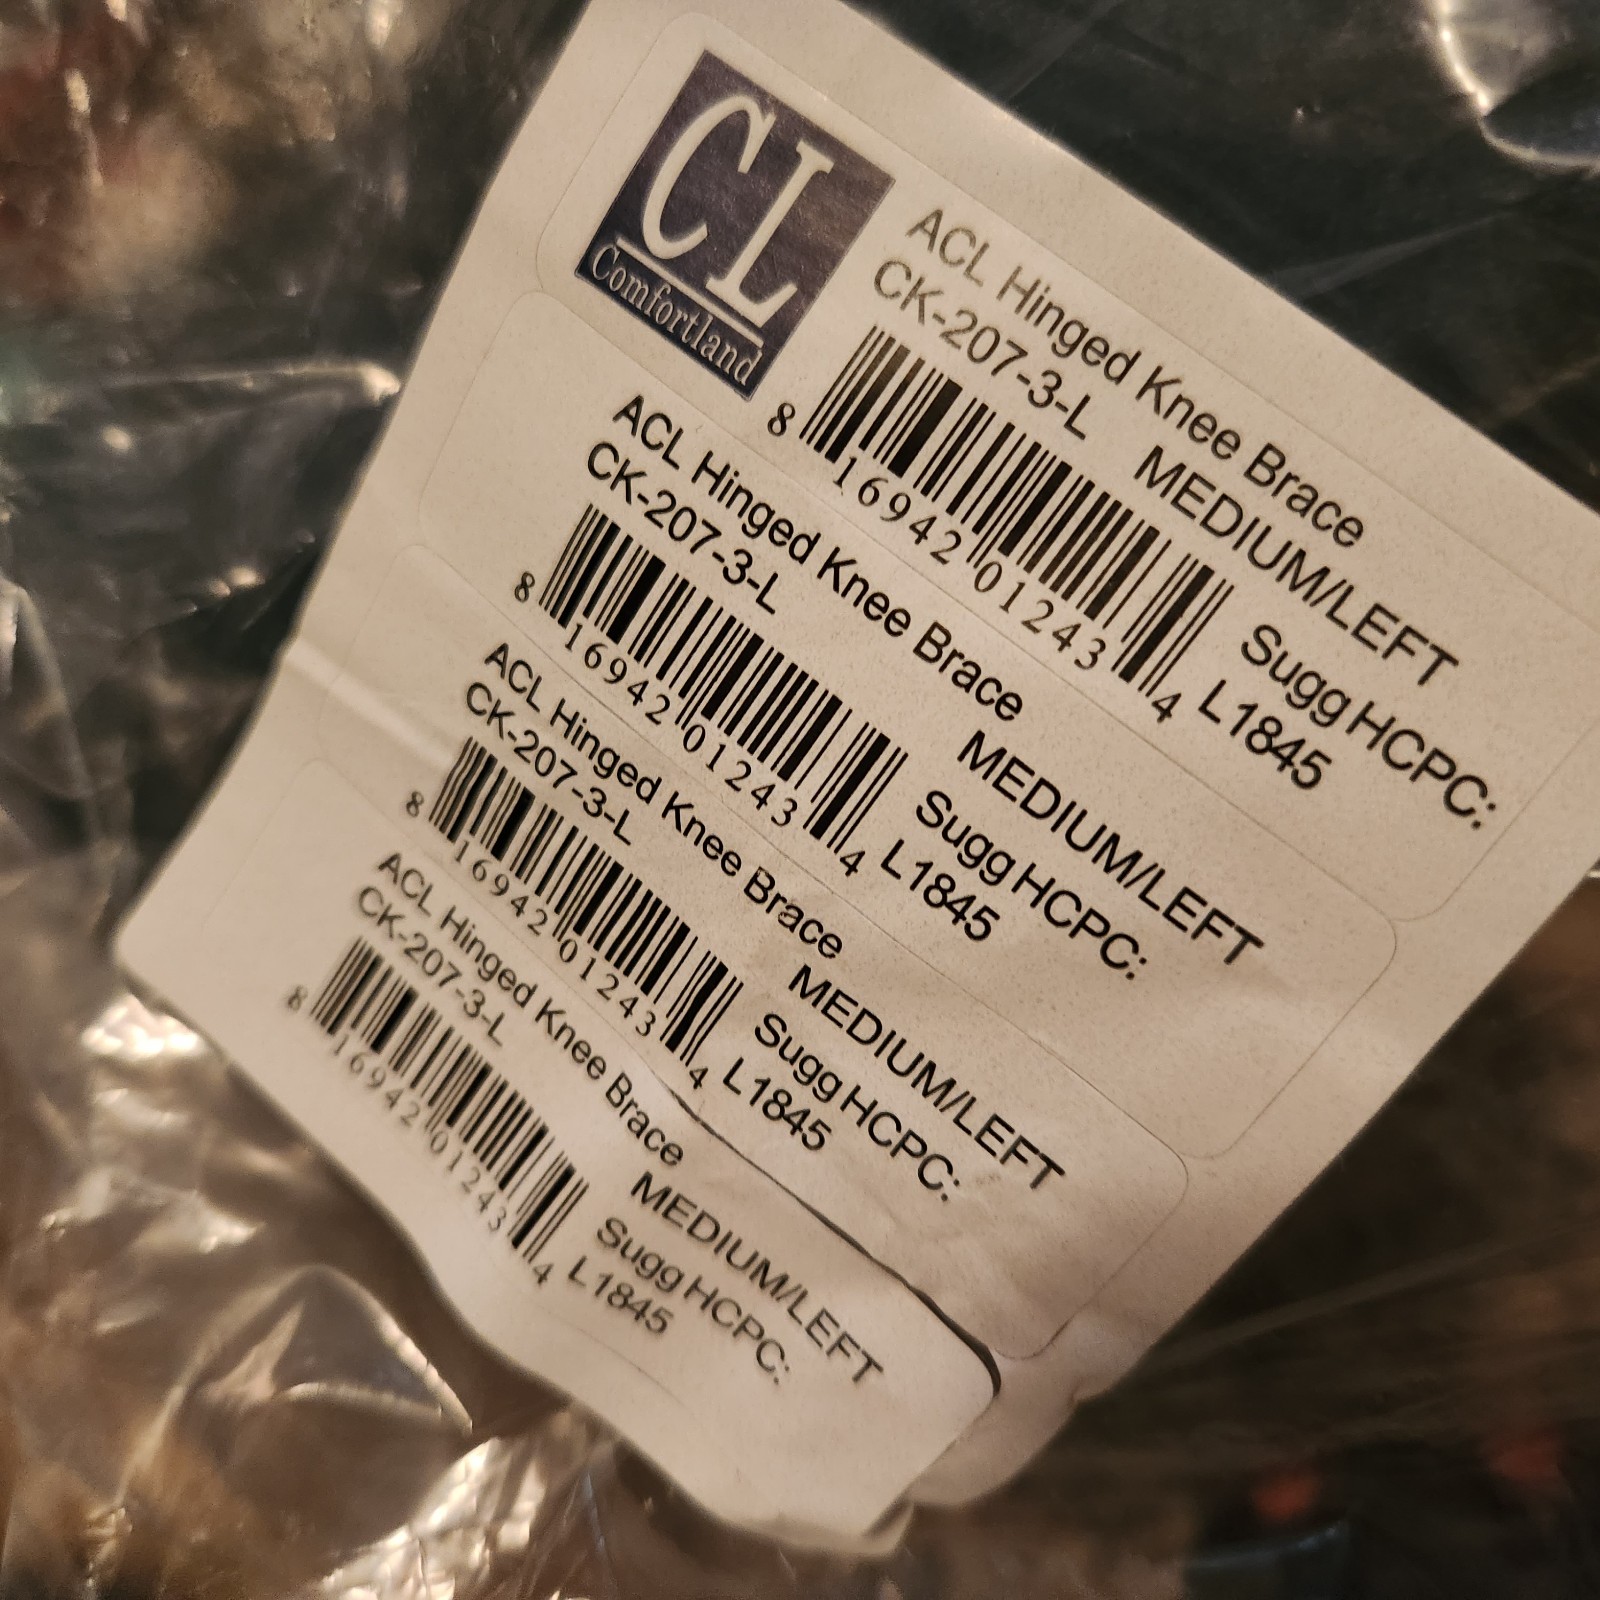 CL
Comfortland
ACL Hinged Knee Brace
CK-207-3-L MEDIUM/LEFT
8 16942 01243 4
Sugg HCPC:
L1845
ACL Hinged Knee Brace
CK-207-3-L MEDIUM/LEFT
8 16942 01243 4
Sugg HCPC:
L1845
ACL Hinged Knee Brace
CK-207-3-L MEDIUM/LEFT
8 16942 01243 4
Sugg HCPC:
L1845
ACL Hinged Knee Brace
CK-207-3-L MEDIUM/LEFT
8 16942 01243 4
Sugg HCPC:
L1845